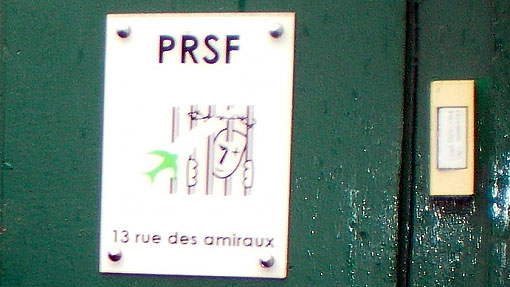 PRSF
13 rue des amiraux